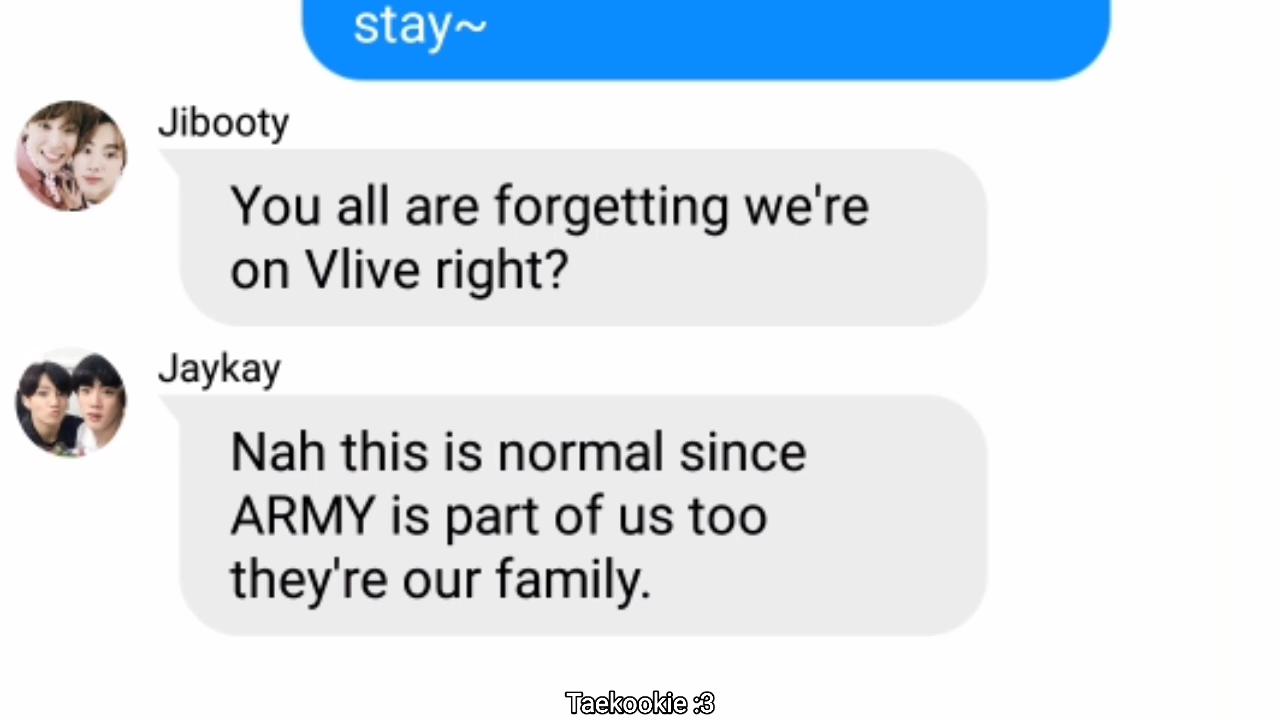 stay~
Jibooty
You all are forgetting we're
on Vlive right?
Jaykay
Nah this is normal since
ARMY is part of us too
they're our family.
Taekookie :3